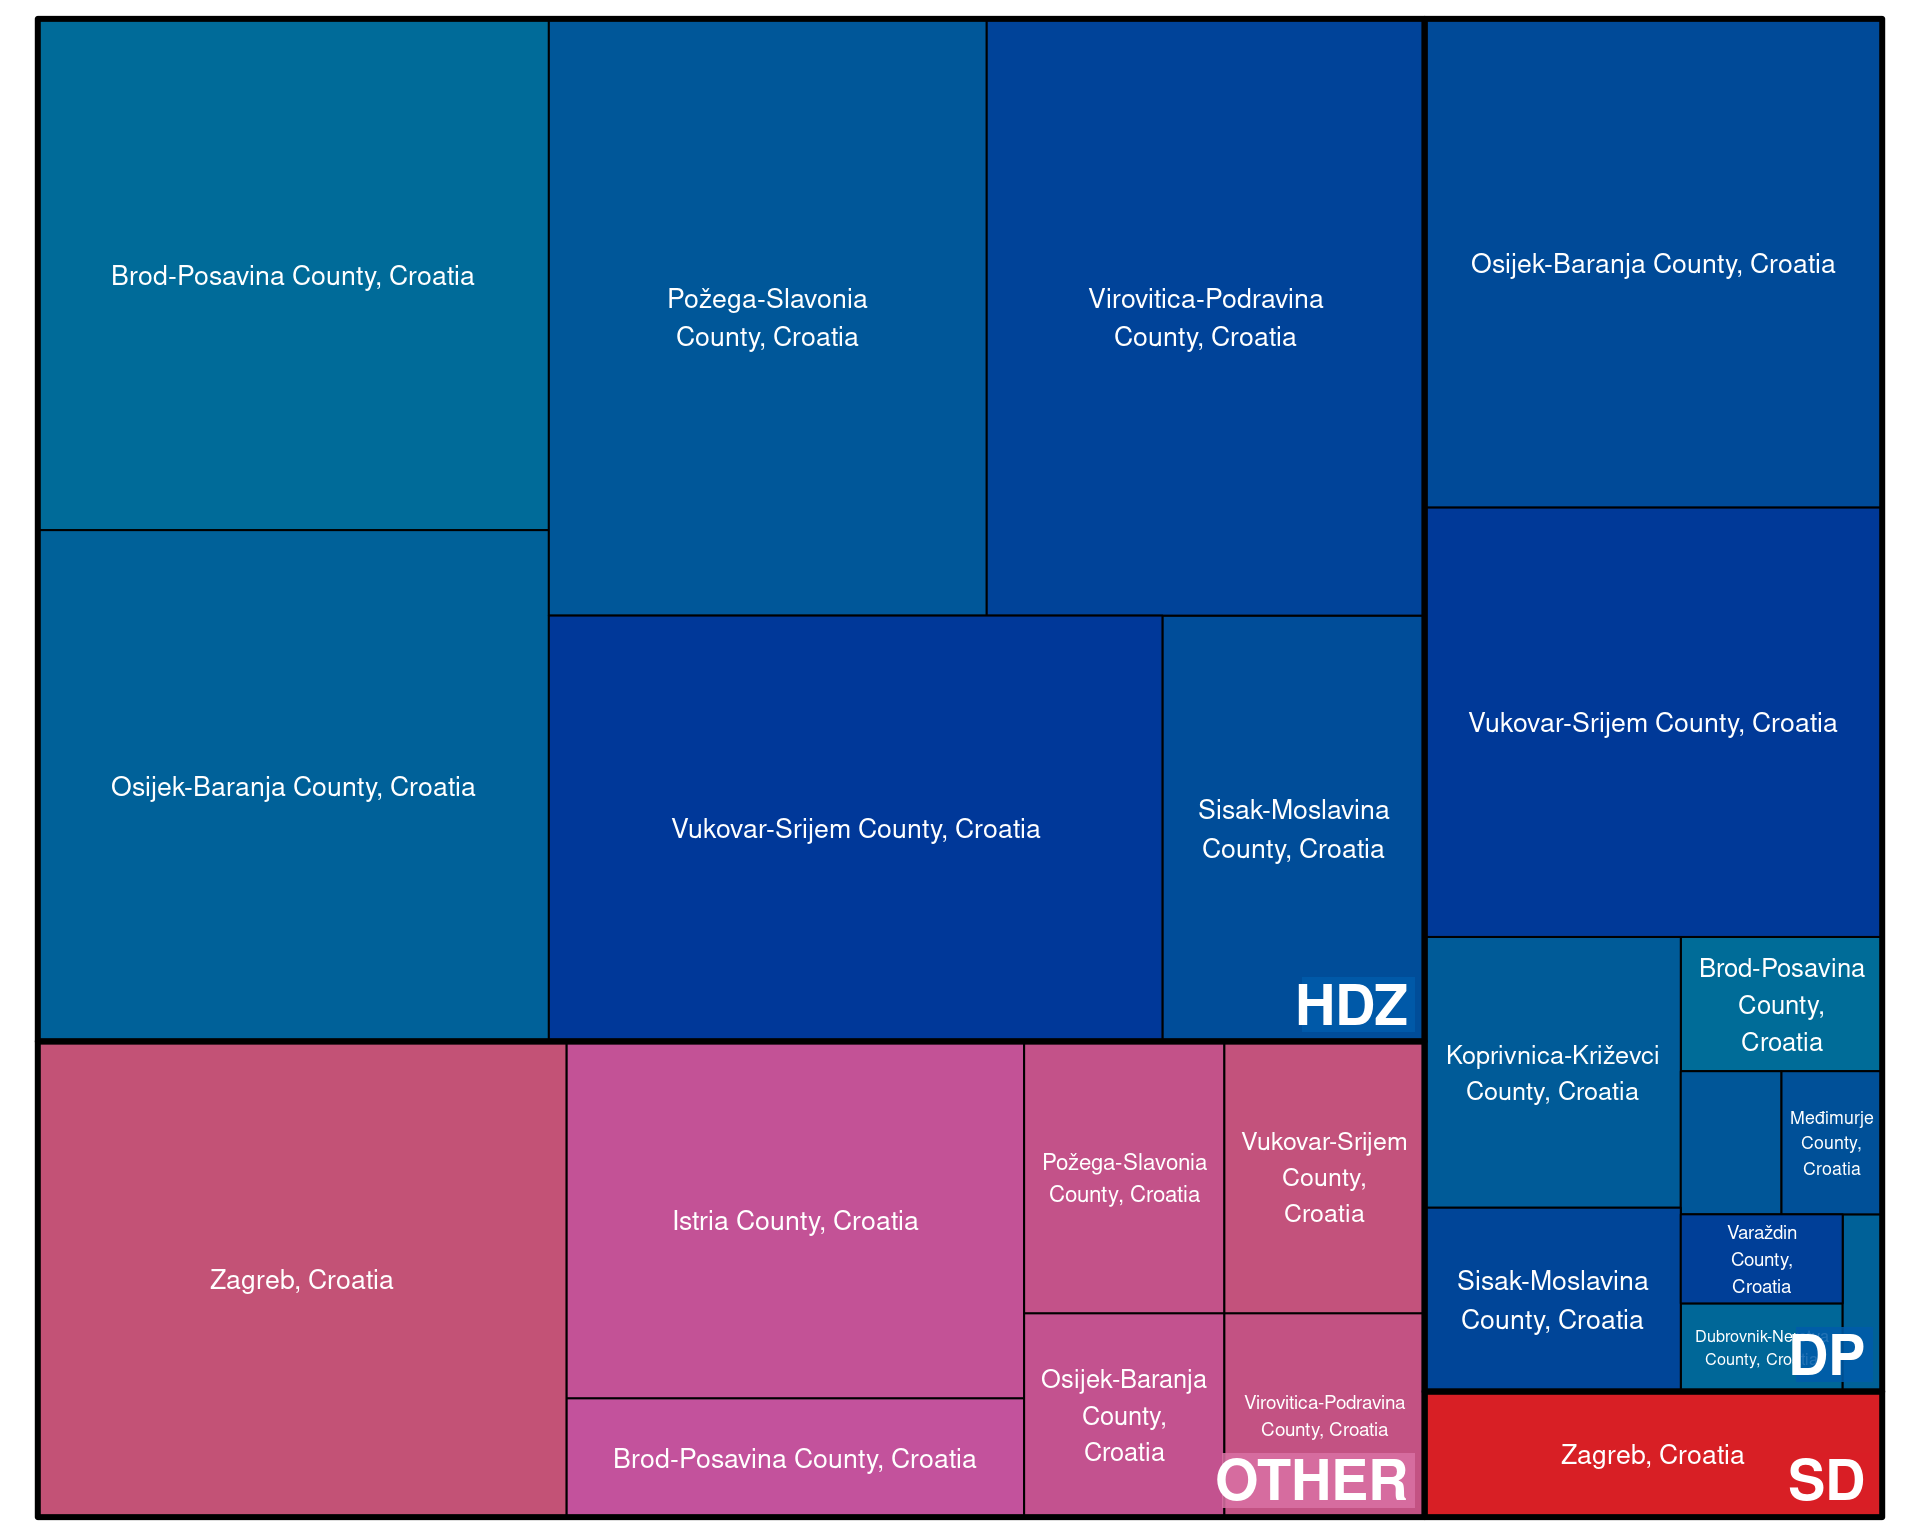 Brod-Posavina County, Croatia
Požega-Slavonia
County, Croatia
Virovitica-Podravina
County, Croatia
Osijek-Baranja County, Croatia
Vukovar-Srijem County, Croatia
Sisak-Moslavina
County, Croatia
HDZ
Zagreb, Croatia
Istria County, Croatia
Brod-Posavina County, Croatia
Požega-Slavonia
County, Croatia
Vukovar-Srijem
County,
Croatia
Osijek-Baranja
County,
Croatia
Virovitica-Podravina
County, Croatia
OTHER
Osijek-Baranja County, Croatia
Vukovar-Srijem County, Croatia
Koprivnica-Križevci
County, Croatia
Brod-Posavina
County,
Croatia
Međimurje
County,
Croatia
Sisak-Moslavina
County, Croatia
Varaždin
County,
Croatia
County,
DP
Zagreb, Croatia
SD